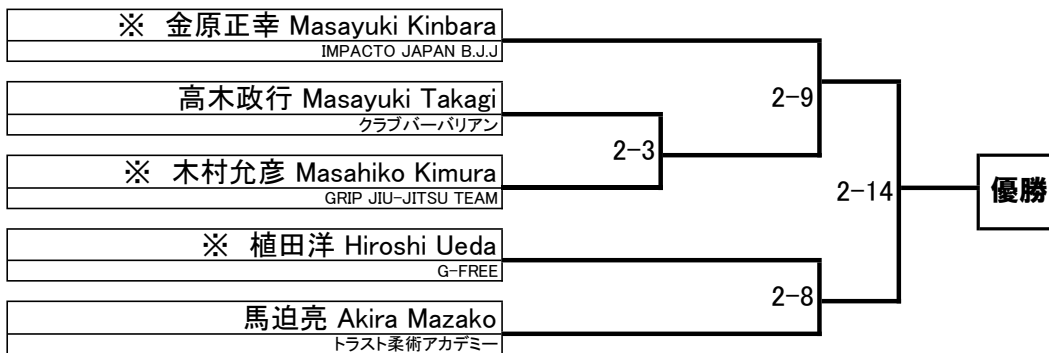 ※ 金原正幸 Masayuki Kinbara
IMPACTO JAPAN B.J.J
高木政行 Masayuki Takagi
クラブバーバリアン
※ 木村允彦 Masahiko Kimura
GRIP JIU-JITSU TEAM
※ 植田洋 Hiroshi Ueda
G-FREE
馬迫亮 Akira Mazako
トラスト柔術アカデミー
2-9
2-3
2-14
2-8
優勝